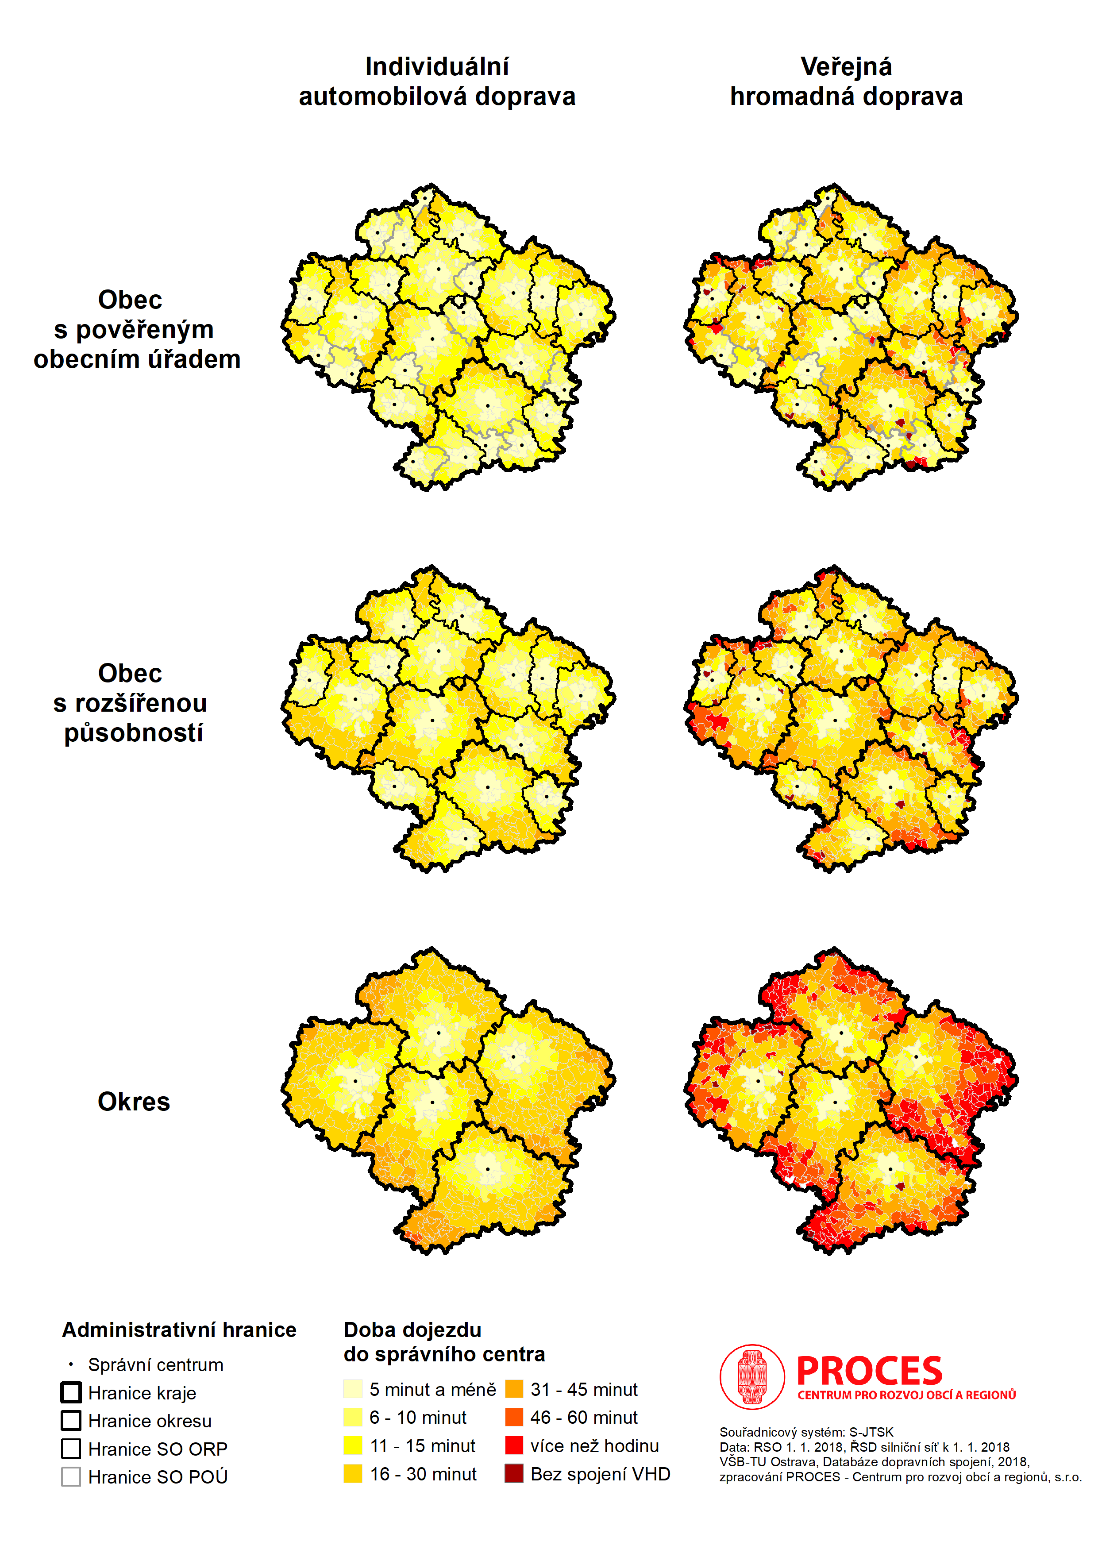 Individuální
automobilová doprava
Veřejná
hromadná doprava
Obec
s pověřeným
obecním úřadem
Obec
s rozšířenou
působností
Okres
Administrativní hranice
Správní centrum
Hranice kraje
Hranice okresu
Hranice SO ORP
Hranice SO POÚ
Doba dojezdu
do správního centra
5 minut a méně
6 - 10 minut
11 - 15 minut
16 - 30 minut
31 - 45 minut
46 - 60 minut
více než hodinu
Bez spojení VHD
PROCES
CENTRUM PRO ROZVOJ OBCÍ A REGIONŮ
Souřadnicový systém: S-JTSK
Data: RSO 1. 1. 2018, ŘSD silniční síť k 1. 1. 2018
VŠB-TU Ostrava, Databáze dopravních spojení, 2018,
zpracování PROCES - Centrum pro rozvoj obcí a regionů, s.r.o.